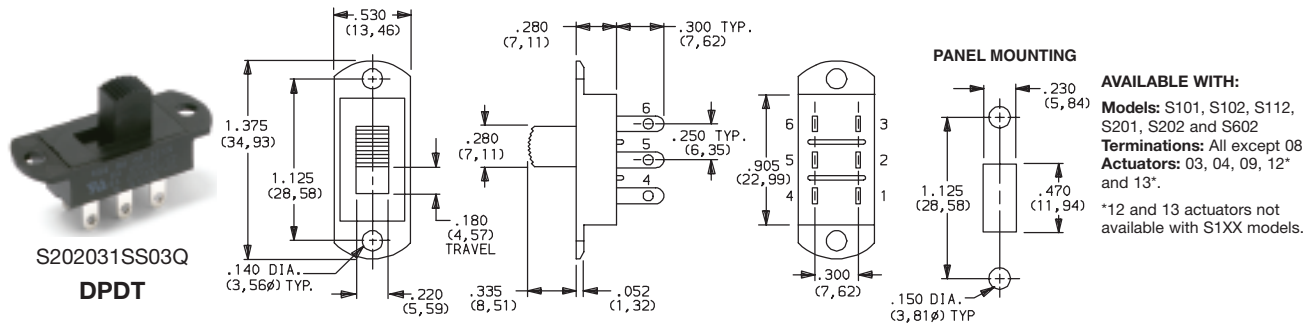 .530
(13,46)
.280
(7,11)
.300 TYP.
(7,62)
1.375
(34,93)
1.125
(28,58)
.180
(4,57)
TRAVEL
.140 DIA.
(3,56ø) TYP.
.220
(5,59)
.280
(7,11)
6
5
4
.250 TYP.
(6,35)
.335
(8,51)
.052
(1,32)
6
3
5
2
4
1
.905
(22,99)
.300
(7,62)
PANEL MOUNTING
.230
(5,84)
1.125
(28,58)
.470
(11,94)
.150 DIA.
(3,81ø) TYP
AVAILABLE WITH:
Models: S101, S102, S112,
S201, S202 and S602
Terminations: All except 08
Actuators: 03, 04, 09, 12*
and 13*.
*12 and 13 actuators not
available with S1XX models.
S202031SS03Q
DPDT